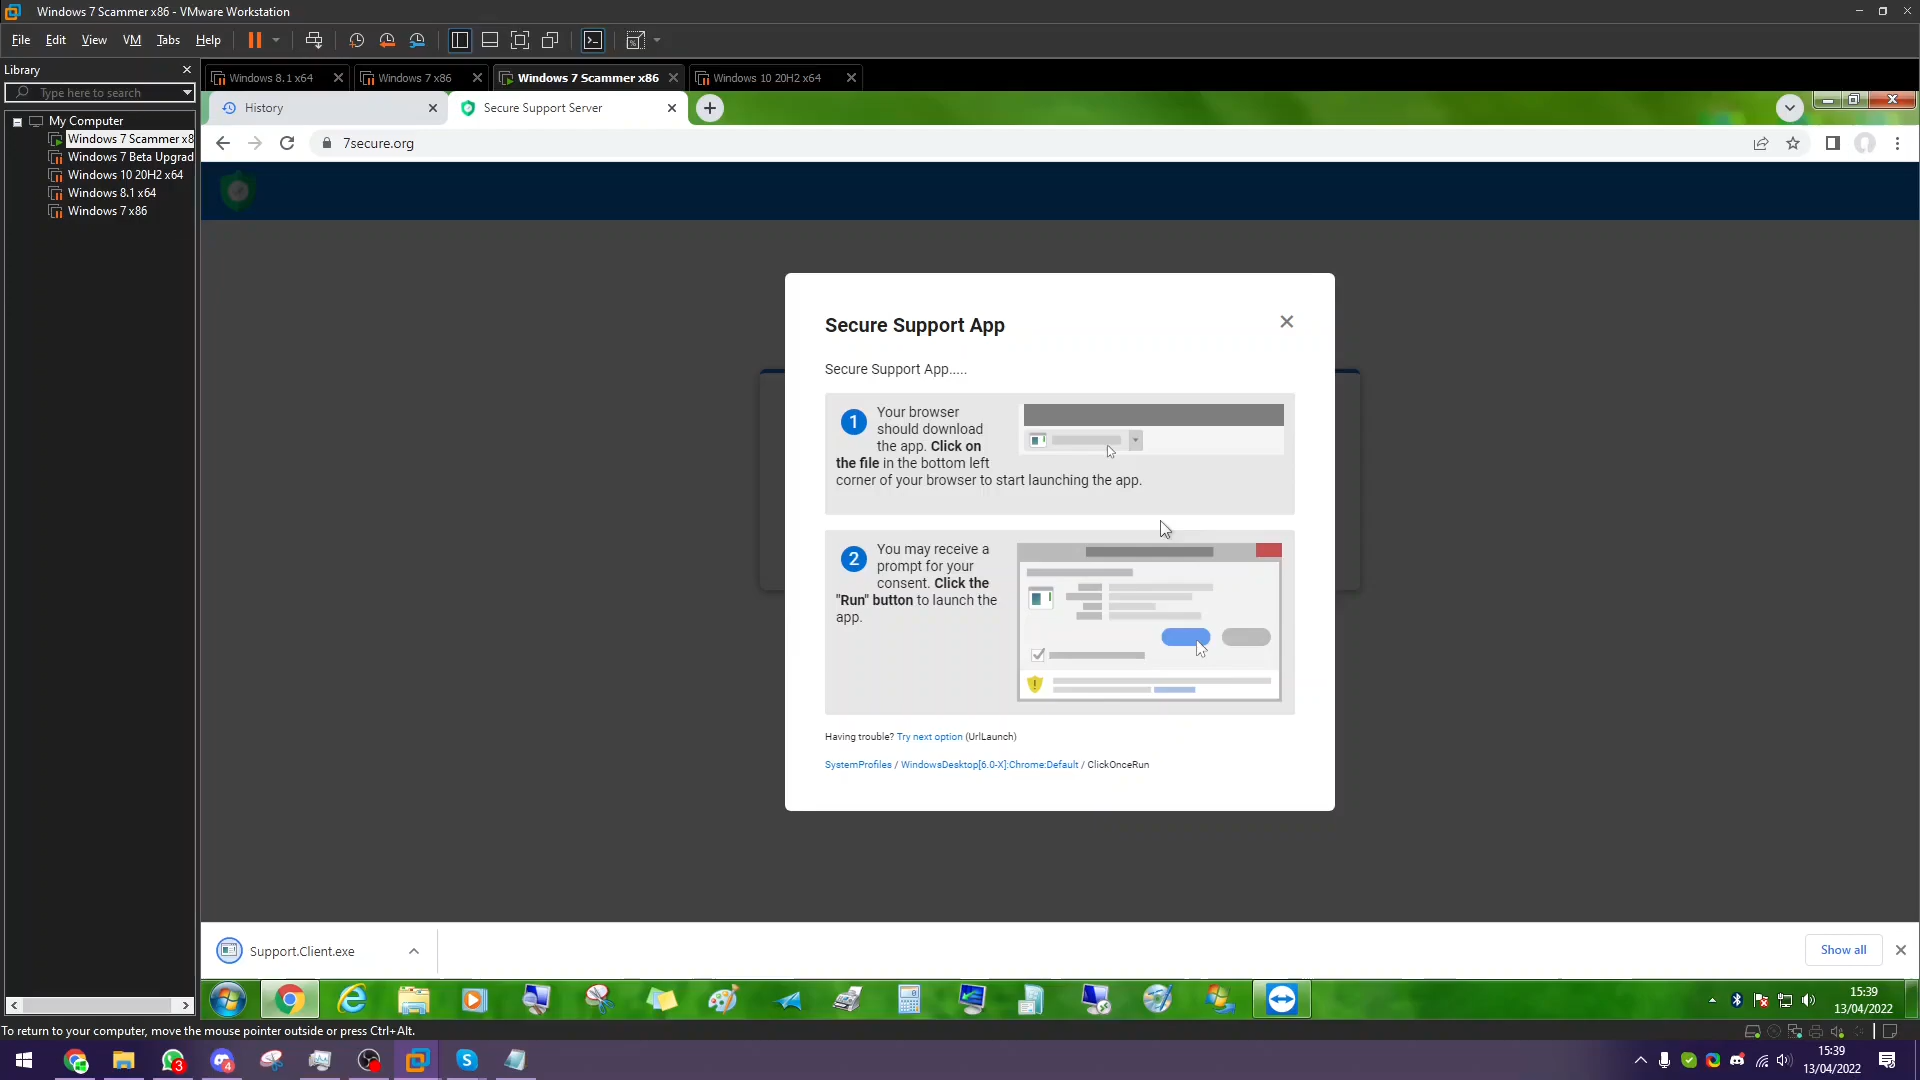 Windows 7 Scammer x86 - VMware Workstation
File Edit View VM Tabs Help
Library
Type here to search
My Computer
Windows 7 Scammer x8
Windows 7 Beta Upgrad
Windows 10 20H2 x64
Windows 8.1 x64
Windows 7 x86
Windows 8.1 x64
Windows 7 x86
Windows 7 Scammer x86
Windows 10 20H2 x64
History
Secure Support Server
7secure.org
Secure Support App
Secure Support App.....
1
Your browser
should download
the app. Click on
the file in the bottom left
corner of your browser to start launching the app.
2
You may receive a
prompt for your
consent. Click the
"Run" button to launch the
app.
Having trouble? Try next option (UrlLaunch)
SystemProfiles / WindowsDesktop[6.0-X]:Chrome:Default / ClickOnceRun
Support.Client.exe
Show all
15:39
13/04/2022
To return to your computer, move the mouse pointer outside or press Ctrl+Alt.
3
4
15:39
13/04/2022